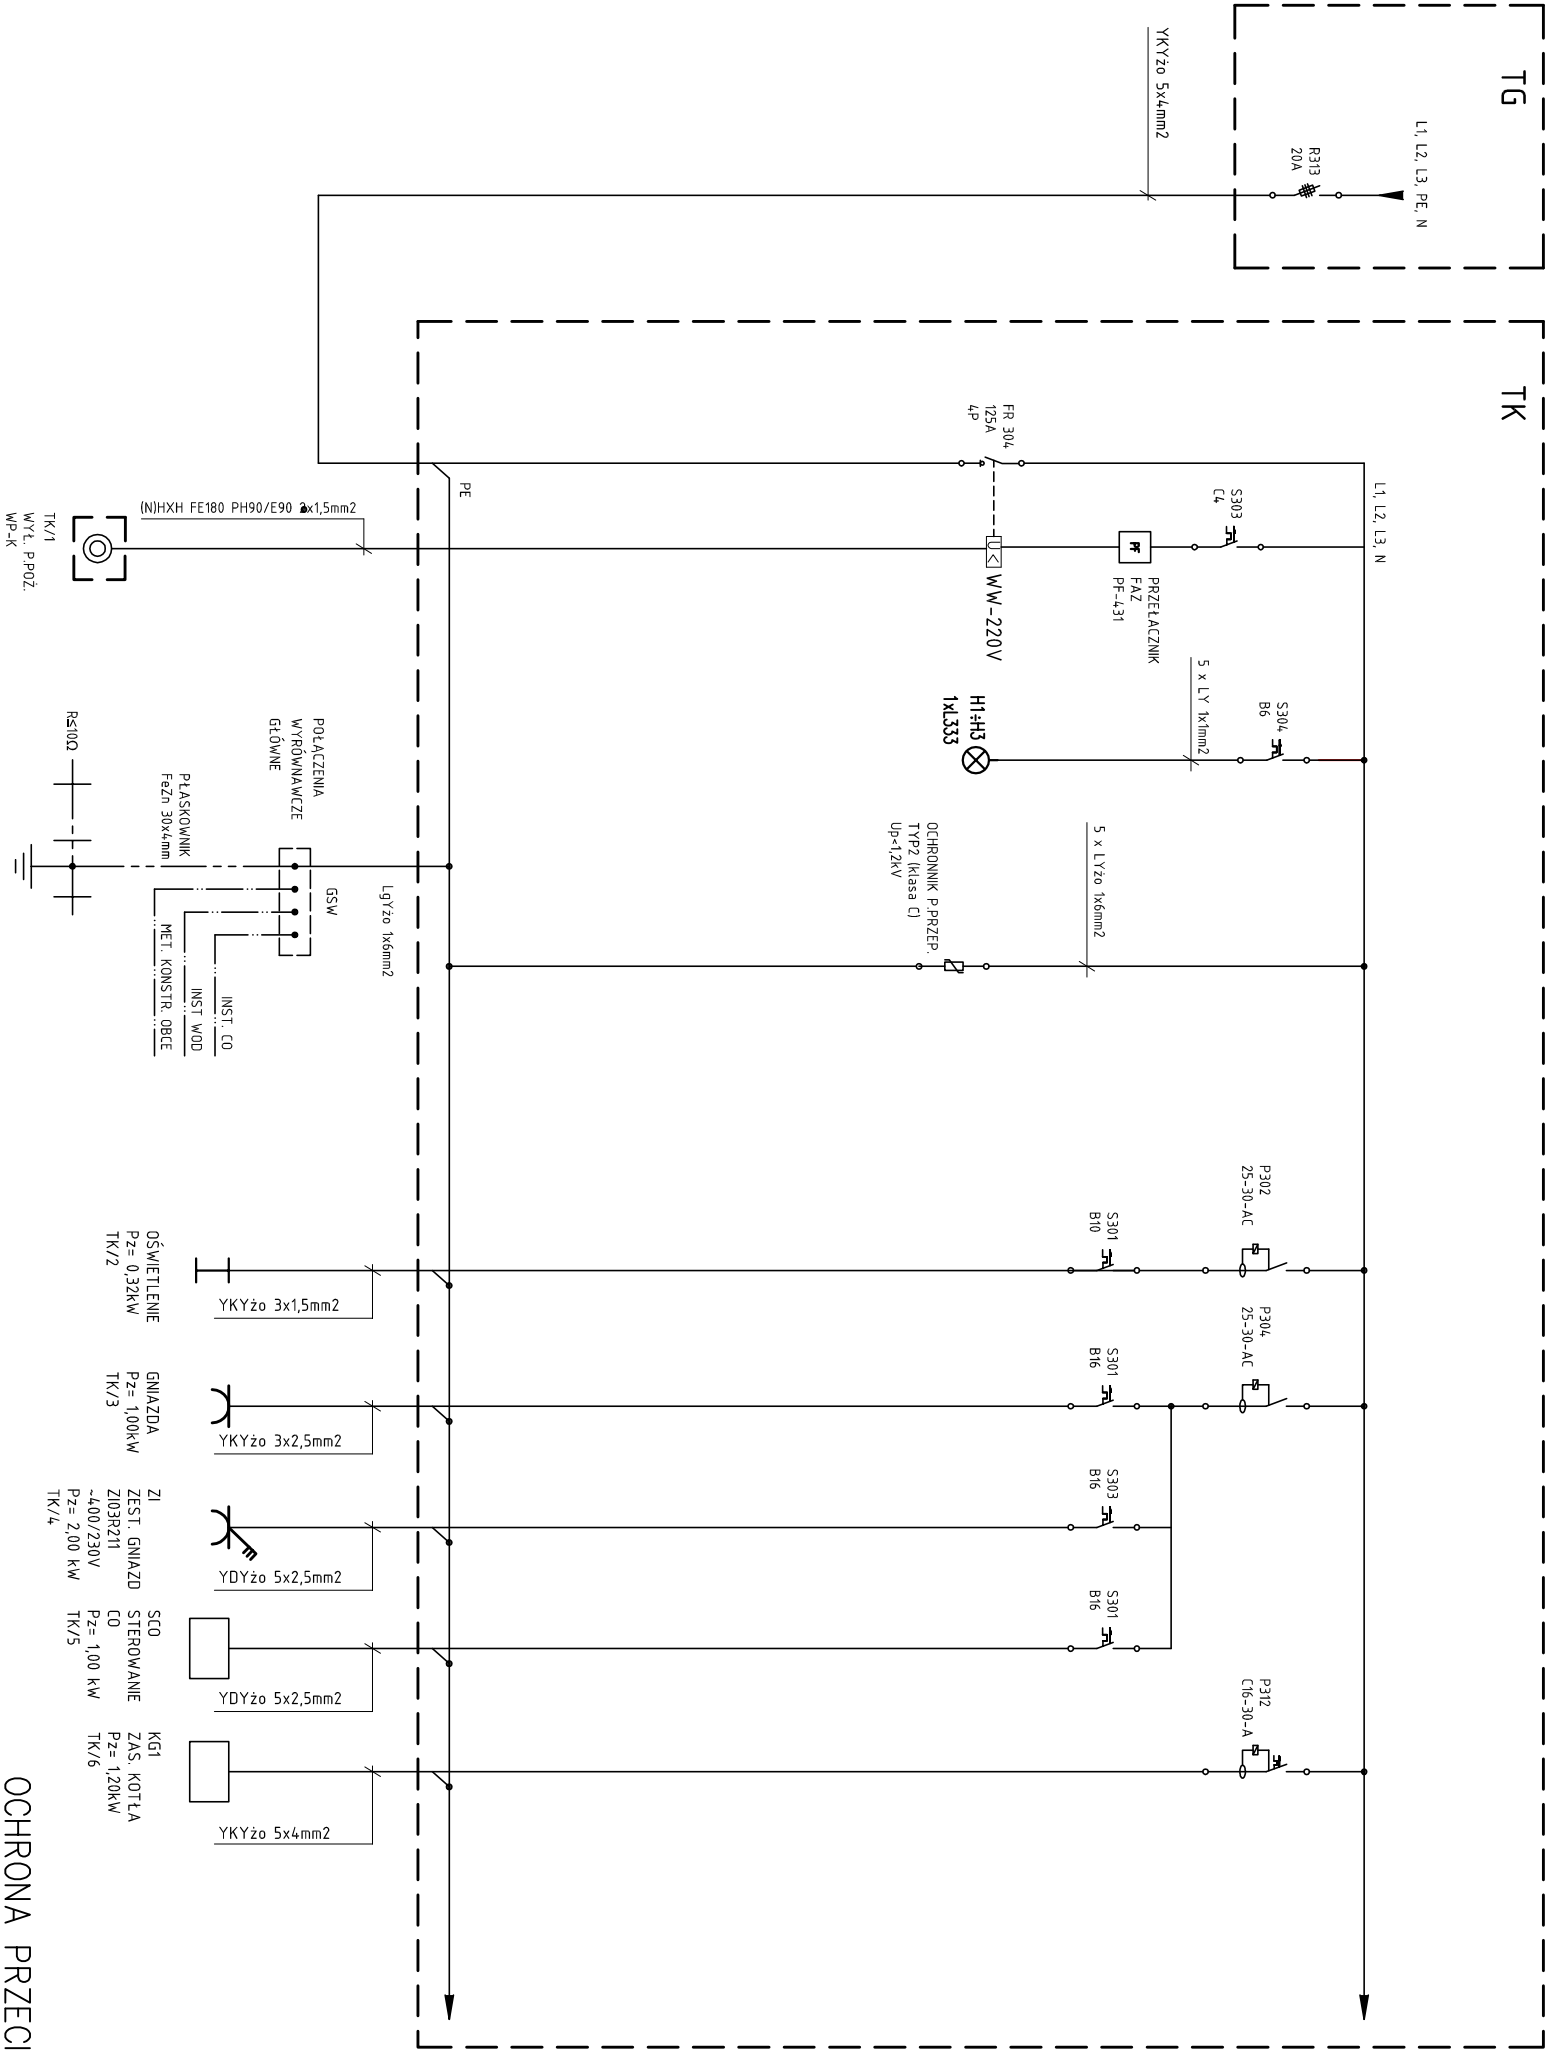 TG
L1, L2, L3, PE, N
R313
20A
YKYżo 5x4mm2
TK
L1, L2, L3, N
FR 304
125A
4P
PE
S303
C4
PF
PRZEŁACZNIK
FAZ
PF-431
U<
WW-220V
(N)HXH FE180 PH90/E90 x1,5mm2
TK/1
WYŁ. P.POŻ.
WP-K
S304
B6
5 x LY 1x1mm2
H1÷H3
1xL333
5 x LYżo 1x6mm2
OCHRONNIK P.PRZEP.
TYP2 (klasa C)
Up<1,2kV
LgYżo 1x6mm2
GSW
POŁACZENIA
WYRÓWNAWCZE
GŁÓWNE
PŁASKOWNIK
FeZn 30x4mm
R≤10Ω
INST. CO
INST WOD
MET. KONSTR. OBCE
P302
25-30-AC
S301
B10
YKYżo 3x1,5mm2
OŚWIETLENIE
Pz= 0,32kW
TK/2
P304
25-30-AC
S301
B16
YKYżo 3x2,5mm2
GNIAZDA
Pz= 1,00kW
TK/3
S303
B16
YDYżo 5x2,5mm2
ZI
ZEST. GNIAZD
ZI03R211
~400/230V
Pz= 2,00 kW
TK/4
S301
B16
YDYżo 5x2,5mm2
SCO
STEROWANIE
CO
Pz= 1,00 kW
TK/5
P312
C16-30-A
YKYżo 5x4mm2
KG1
ZAS. KOTŁA
Pz= 1,20kW
TK/6
OCHRONA PRZECI